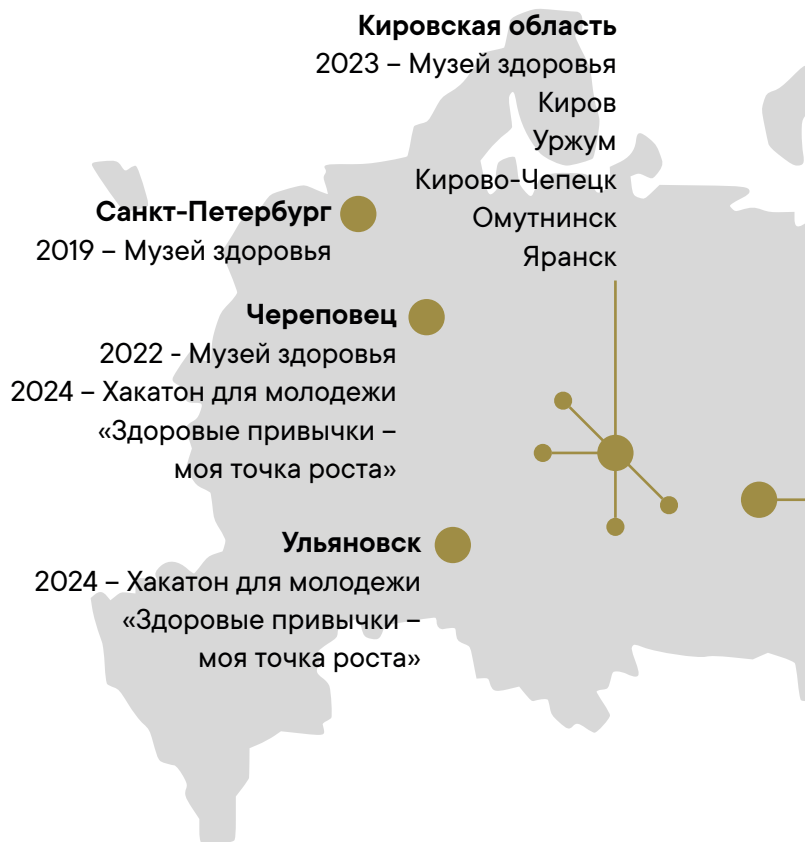 Кировская область
2023 – Музей здоровья
Киров
Уржум
Кирово-Чепецк
Омутнинск
Яранск
Санкт-Петербург
2019 – Музей здоровья
Череповец
2022 - Музей здоровья
2024 – Хакатон для молодежи
«Здоровые привычки –
моя точка роста»
Ульяновск
2024 – Хакатон для молодежи
«Здоровые привычки –
моя точка роста»